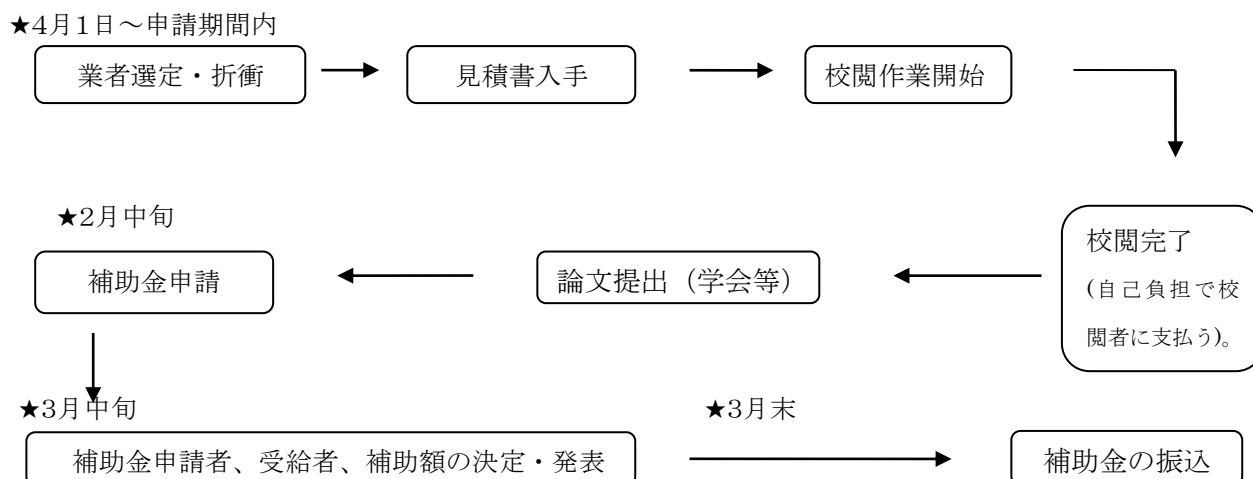 ★4月1日～申請期間内
業者選定・折衝
見積書入手
校閲作業開始
校閲完了
(自己負担で校
閲者に支払う)。
論文提出（学会等）
★2月中旬
補助金申請
★3月中旬
補助金申請者、受給者、補助額の決定・発表
★3月末
補助金の振込